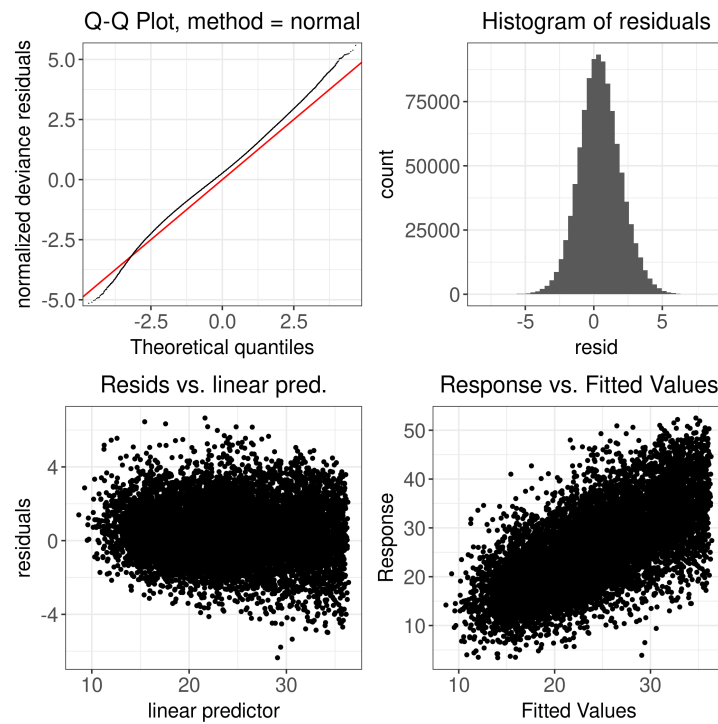 Q-Q Plot, method = normal
normalized deviance residuals
5.0
2.5
0.0
-2.5
-5.0
-2.5 0.0 2.5
Theoretical quantiles
Histogram of residuals
count
75000
50000
25000
0
-5 0 5
resid
Resids vs. linear pred.
residuals
4
0
-4
10 20 30
linear predictor
Response vs. Fitted Values
Response
50
40
30
20
10
10 20 30
Fitted Values